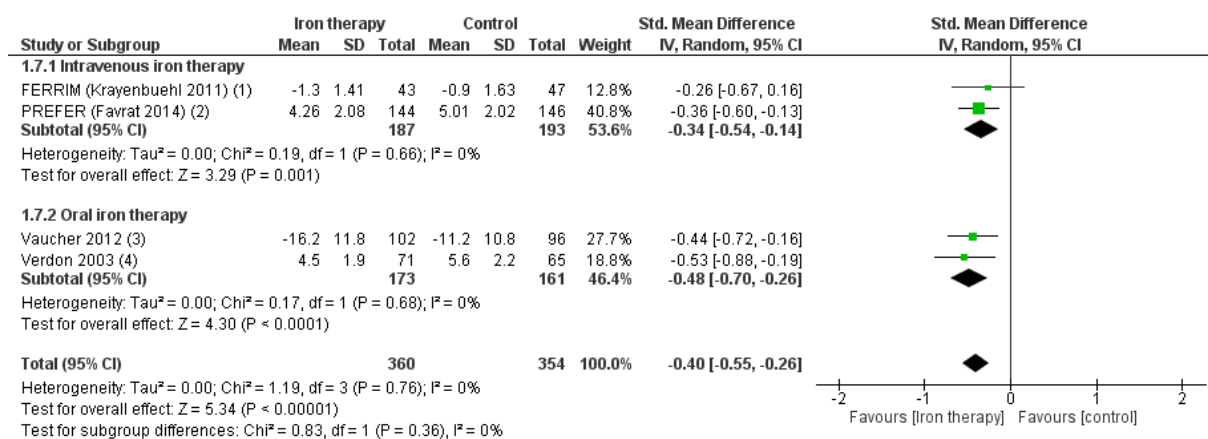 Iron therapy Control Std. Mean Difference Std. Mean Difference
Study or Subgroup Mean SD Total Mean SD Total Weight IV, Random, 95% CI IV, Random, 95% CI
1.7.1 Intravenous iron therapy
FERRIM (Krayenbuehl 2011) (1) -1.3 1.41 43 -0.9 1.63 47 12.8% -0.26 [-0.67, 0.16]
PREFER (Favrat 2014) (2) 4.26 2.08 144 5.01 2.02 146 40.8% -0.36 [-0.60, -0.13]
Subtotal (95% CI) 187 193 53.6% -0.34 [-0.54, -0.14]
Heterogeneity: Tau² = 0.00; Chi² = 0.19, df = 1 (P = 0.66); I² = 0%
Test for overall effect: Z = 3.29 (P = 0.001)
1.7.2 Oral iron therapy
Vaucher 2012 (3) -16.2 11.8 102 -11.2 10.8 96 27.7% -0.44 [-0.72, -0.16]
Verdon 2003 (4) 4.5 1.9 71 5.6 2.2 65 18.8% -0.53 [-0.88, -0.19]
Subtotal (95% CI) 173 161 46.4% -0.48 [-0.70, -0.26]
Heterogeneity: Tau² = 0.00; Chi² = 0.17, df = 1 (P = 0.68); I² = 0%
Test for overall effect: Z = 4.30 (P < 0.0001)
Total (95% CI) 360 354 100.0% -0.40 [-0.55, -0.26]
Heterogeneity: Tau² = 0.00; Chi² = 1.19, df = 3 (P = 0.76); I² = 0%
Test for overall effect: Z = 5.34 (P < 0.00001)
Test for subgroup differences: Chi² = 0.83, df = 1 (P = 0.36), I² = 0%
-2 -1 0 1 2
Favours [Iron therapy] Favours [control]